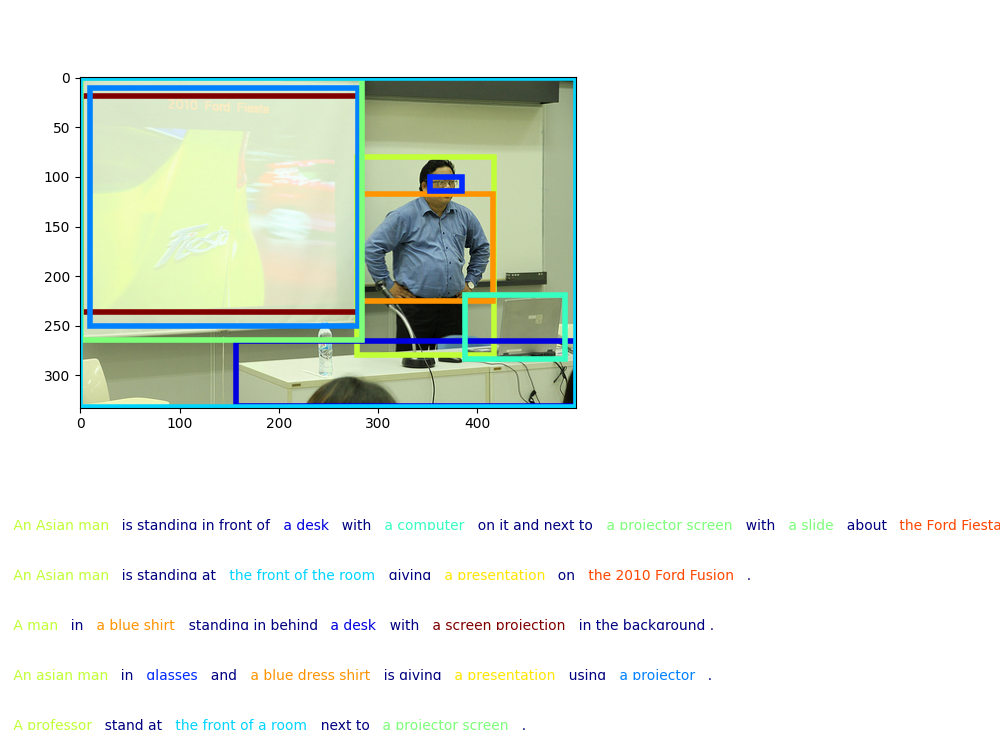 0
50
100
150
200
250
300
0 100 200 300 400
2010 Ford Fiesta
Fiesta
An Asian man is standing in front of a desk with a computer on it and next to a projector screen with a slide about the Ford Fiesta
An Asian man is standing at the front of the room giving a presentation on the 2010 Ford Fusion .
A man in a blue shirt standing in behind a desk with a screen projection in the background .
An asian man in glasses and a blue dress shirt is giving a presentation using a projector .
A professor stand at the front of a room next to a projector screen .